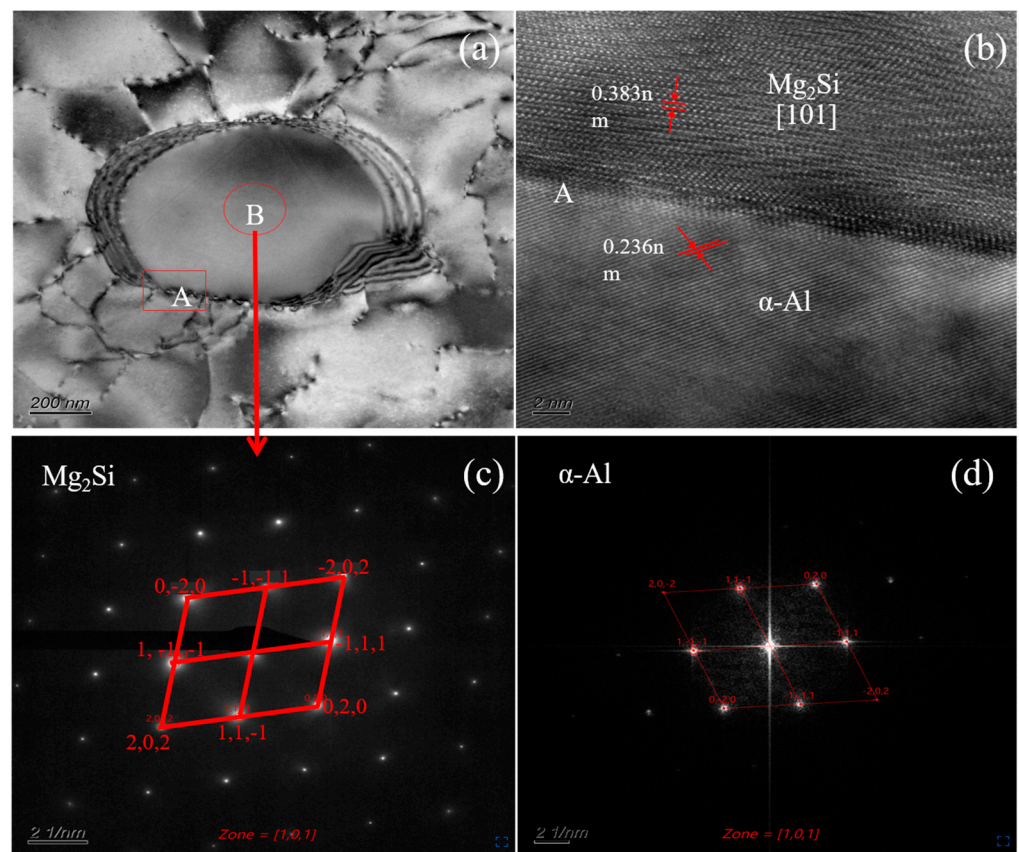 (a)
B
A
200 nm
(b)
Mg₂Si
[101]
0.383n
m
A
0.236n
m
α-Al
2 nm
Mg₂Si
(c)
0,-2,0
-1,-1,1
-2,0,2
1,-1,-1
-1,1,1
0,2,0
2,0,2
1,1,-1
2 1/nm
Zone = [1,0,1]
α-Al
(d)
2,0,-2
1,1,-1
0,2,0
1,-1,-1
-1,1,1
0,-2,0
-1,-1,1
-2,0,2
2 1/nm
Zone = [1,0,1]